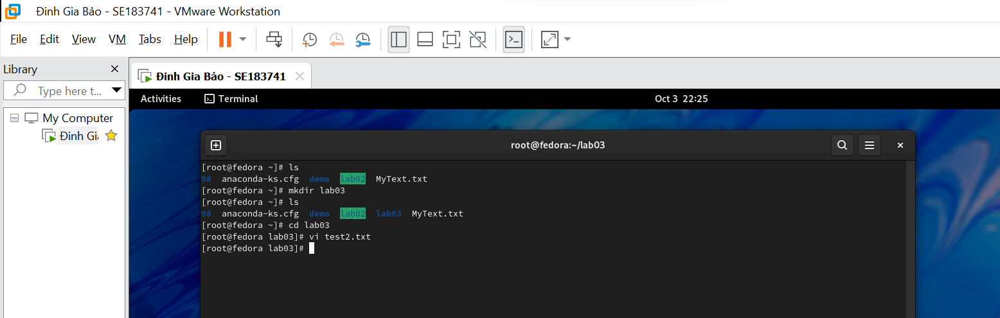 Đinh Gia Bảo - SE183741 - VMware Workstation
File Edit View VM Tabs Help
Library
Type here t...
My Computer
Đinh Gia
Đinh Gia Bảo - SE183741
Activities Terminal Oct 3 22:25
root@fedora:~/lab03
[root@fedora ~]# ls
98 anaconda-ks.cfg demo lab02 MyText.txt
[root@fedora ~]# mkdir lab03
[root@fedora ~]# ls
98 anaconda-ks.cfg demo lab02 lab03 MyText.txt
[root@fedora ~]# cd lab03
[root@fedora lab03]# vi test2.txt
[root@fedora lab03]#